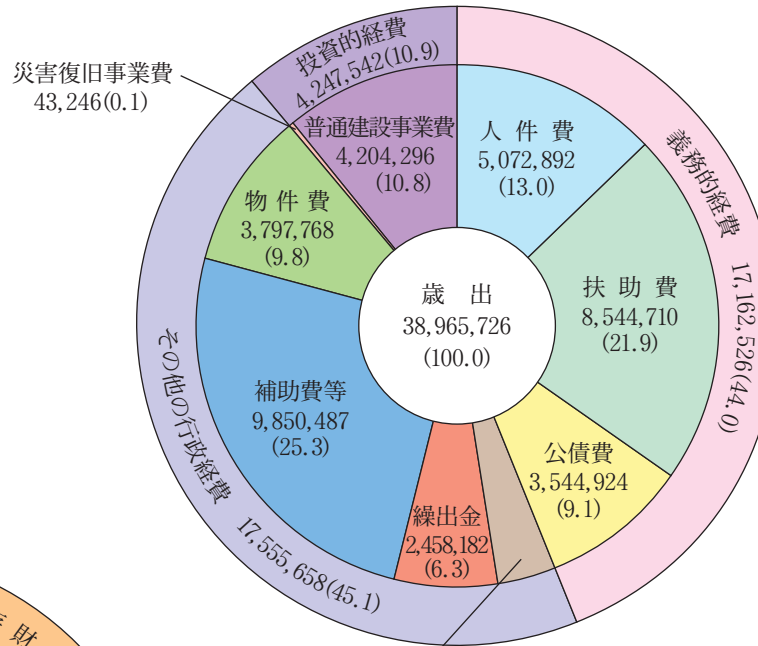 投資的経費
4,247,542(10.9)
災害復旧事業費
43,246(0.1)
普通建設事業費
4,204,296
(10.8)
人件費
5,072,892
(13.0)
義務的経費 17,162,526(44.0)
物件費
3,797,768
(9.8)
歳出
38,965,726
(100.0)
扶助費
8,544,710
(21.9)
その他の行政経費 17,555,658(45.1)
補助費等
9,850,487
(25.3)
公債費
3,544,924
(9.1)
繰出金
2,458,182
(6.3)
財